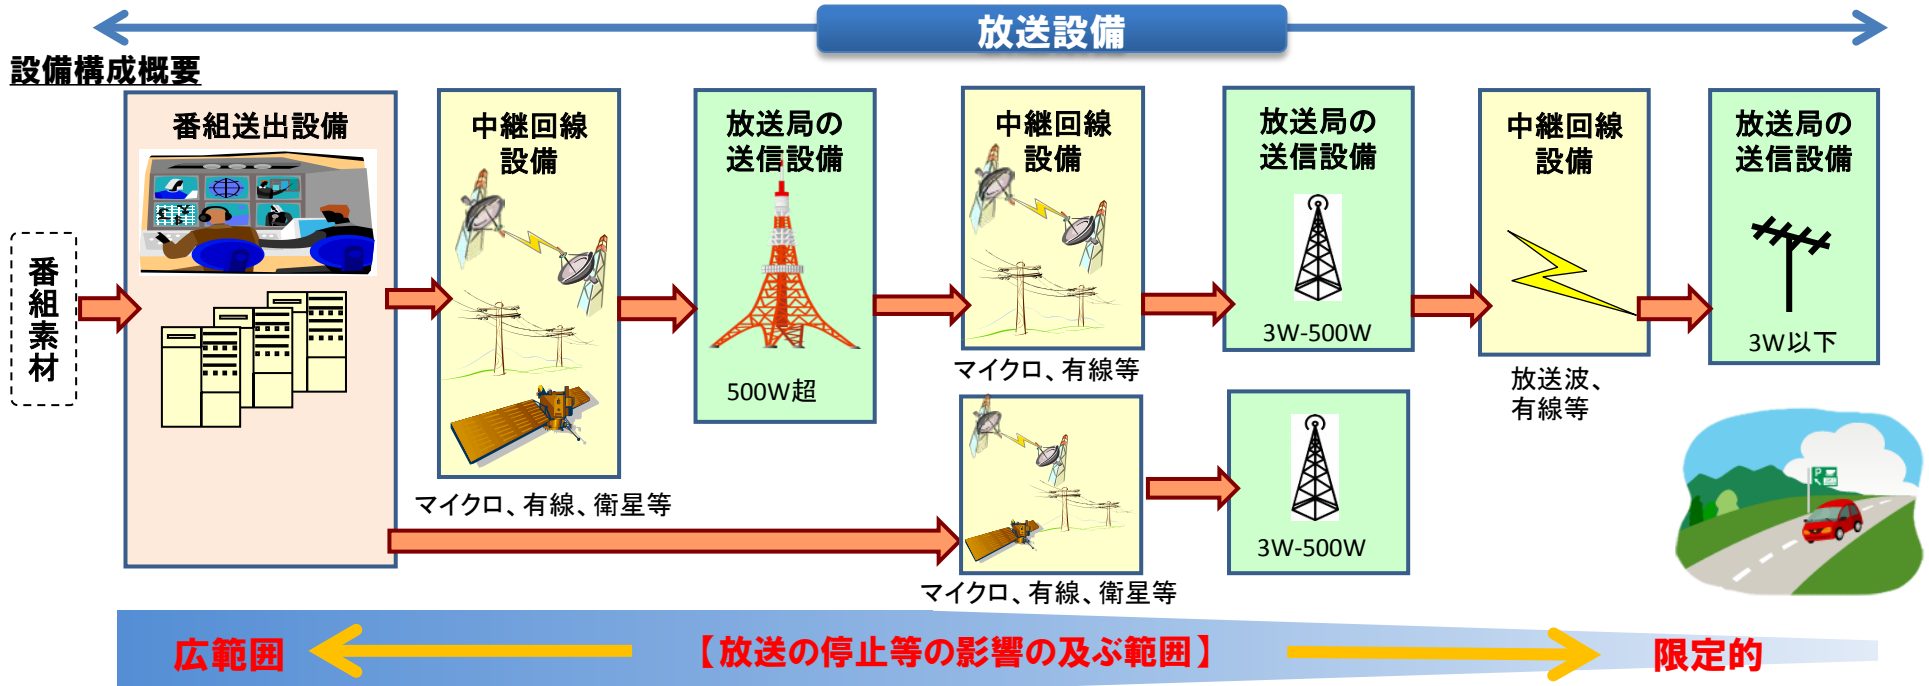 放送設備
設備構成概要
番組素材
番組送出設備
中継回線
設備
マイクロ、有線、衛星等
放送局の
送信設備
500W超
中継回線
設備
マイクロ、有線等
放送局の
送信設備
3W-500W
中継回線
設備
放送波、
有線等
放送局の
送信設備
3W以下
マイクロ、有線、衛星等
3W-500W
広範囲
【放送の停止等の影響の及ぶ範囲】
限定的